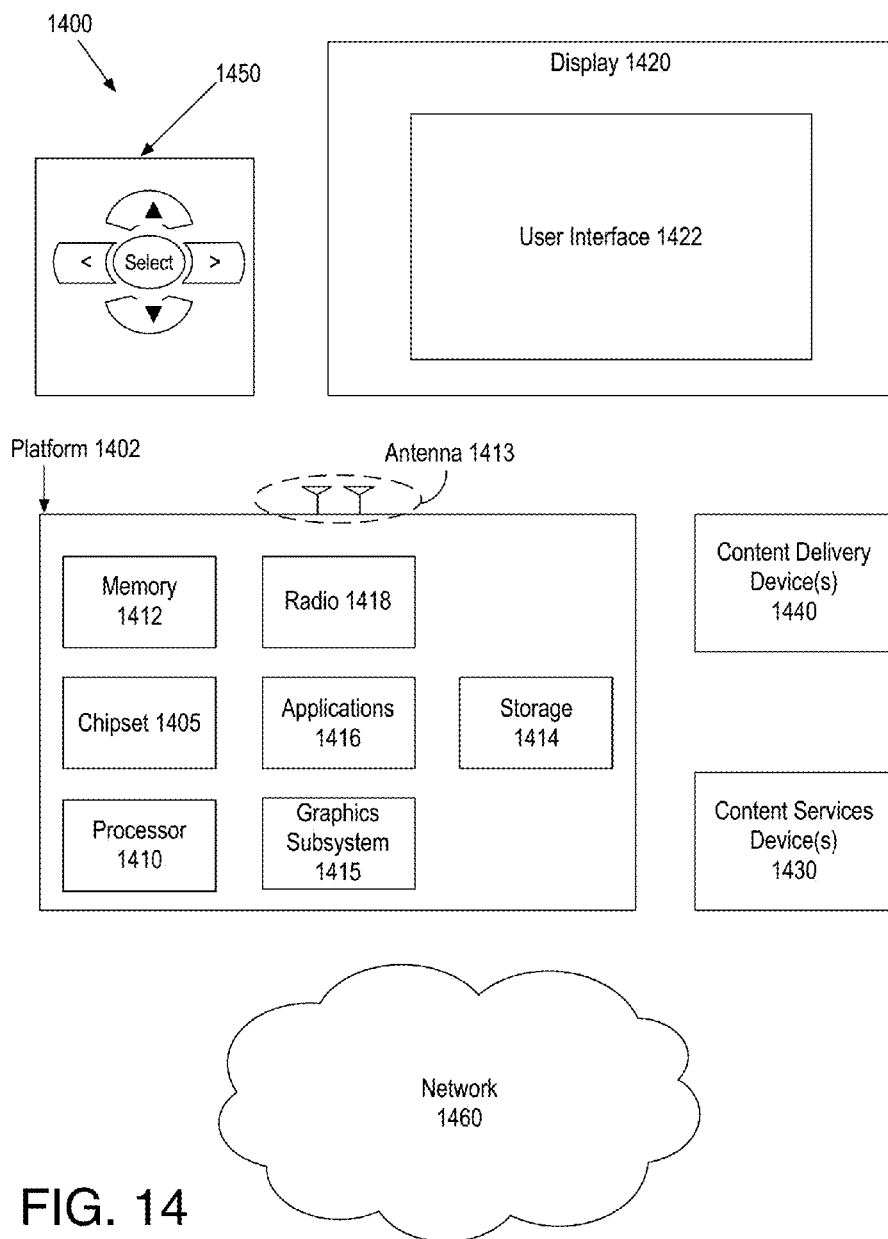 1400
1450
Display 1420
User Interface 1422
▲
<
Select
>
▼
Platform 1402
Antenna 1413
Memory
1412
Radio 1418
Chipset 1405
Applications
1416
Storage
1414
Processor
1410
Graphics
Subsystem
1415
Content Delivery
Device(s)
1440
Content Services
Device(s)
1430
Network
1460
FIG. 14